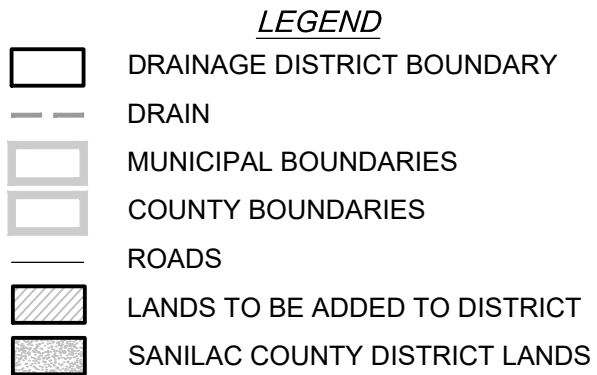 LEGEND
DRAINAGE DISTRICT BOUNDARY
DRAIN
MUNICIPAL BOUNDARIES
COUNTY BOUNDARIES
ROADS
LANDS TO BE ADDED TO DISTRICT
SANILAC COUNTY DISTRICT LANDS